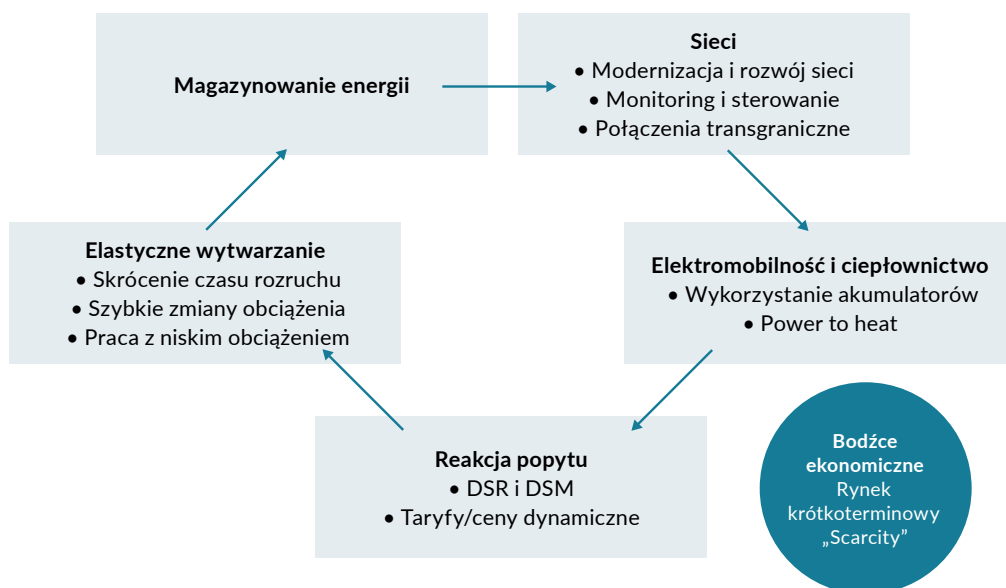 Magazynowanie energii
Sieci
• Modernizacja i rozwój sieci
• Monitoring i sterowanie
• Połączenia transgraniczne
Elastyczne wytwarzanie
• Skrócenie czasu rozruchu
• Szybkie zmiany obciążenia
• Praca z niskim obciążeniem
Elektromobilność i ciepłownictwo
• Wykorzystanie akumulatorów
• Power to heat
Reakcja popytu
• DSR i DSM
• Taryfy/ceny dynamiczne
Bodźce
ekonomiczne
Rynek
krótkoterminowy
„Scarcity”